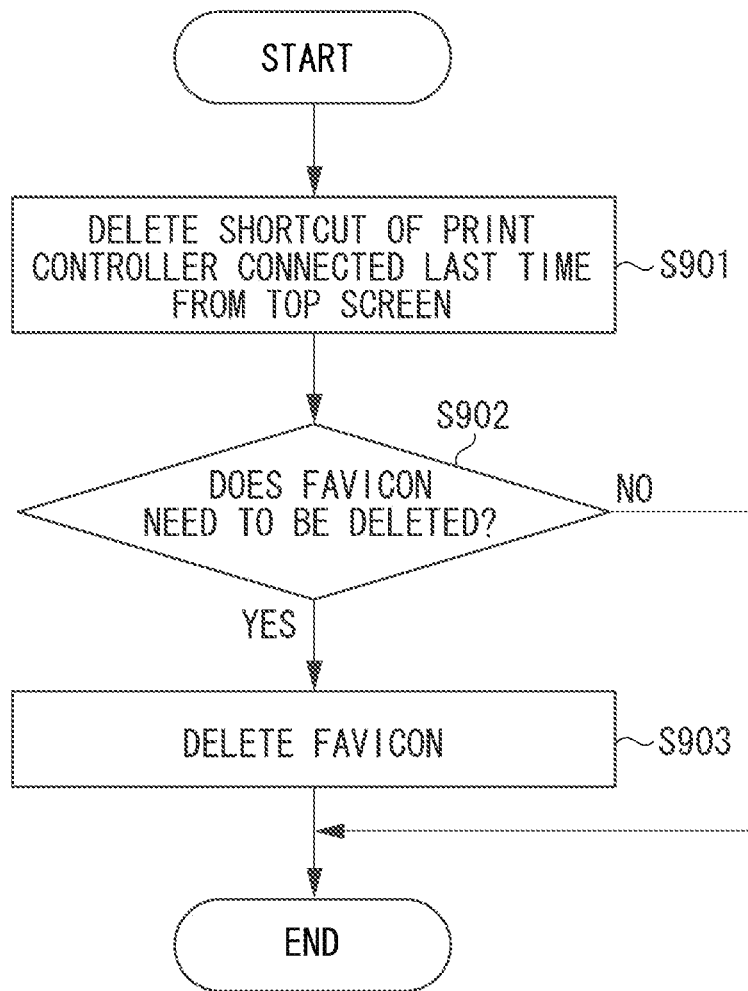 START
DELETE SHORTCUT OF PRINT
CONTROLLER CONNECTED LAST TIME
FROM TOP SCREEN
S901
S902
DOES FAVICON
NEED TO BE DELETED?
NO
YES
DELETE FAVICON
S903
END